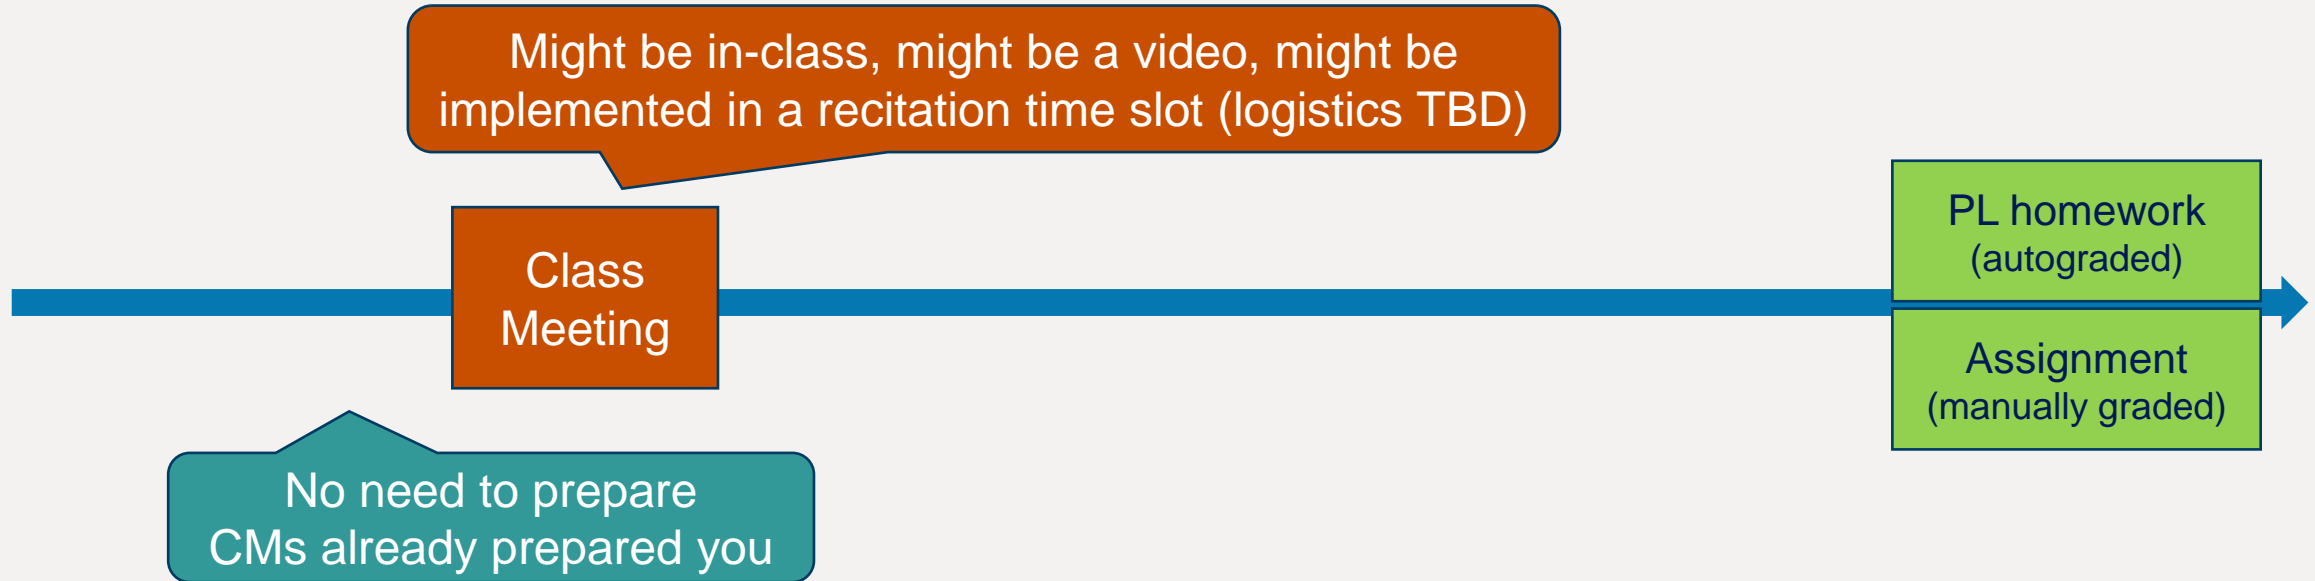 Might be in-class, might be a video, might be
implemented in a recitation time slot (logistics TBD)
Class
Meeting
PL homework
(autograded)
Assignment
(manually graded)
No need to prepare
CMs already prepared you